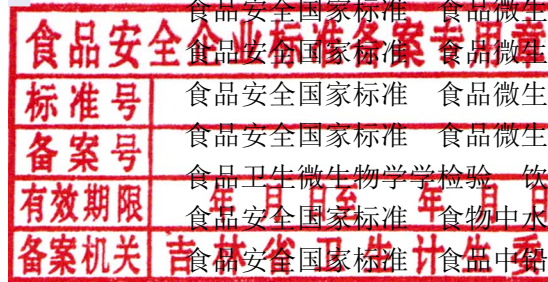 食品安全国家标准 食品微生
食品安全企业标准备案专用章
食品安全国家标准 食品微生
标准号
食品安全国家标准 食品微生
备案号
食品安全国家标准 食品微生
食品卫生微生物学学检验 饮
有效期限 年 月 日至 年 月 日
食品安全国家标准 食物中水
备案机关 吉林省卫生计生委
食品安全国家标准 食品中铅